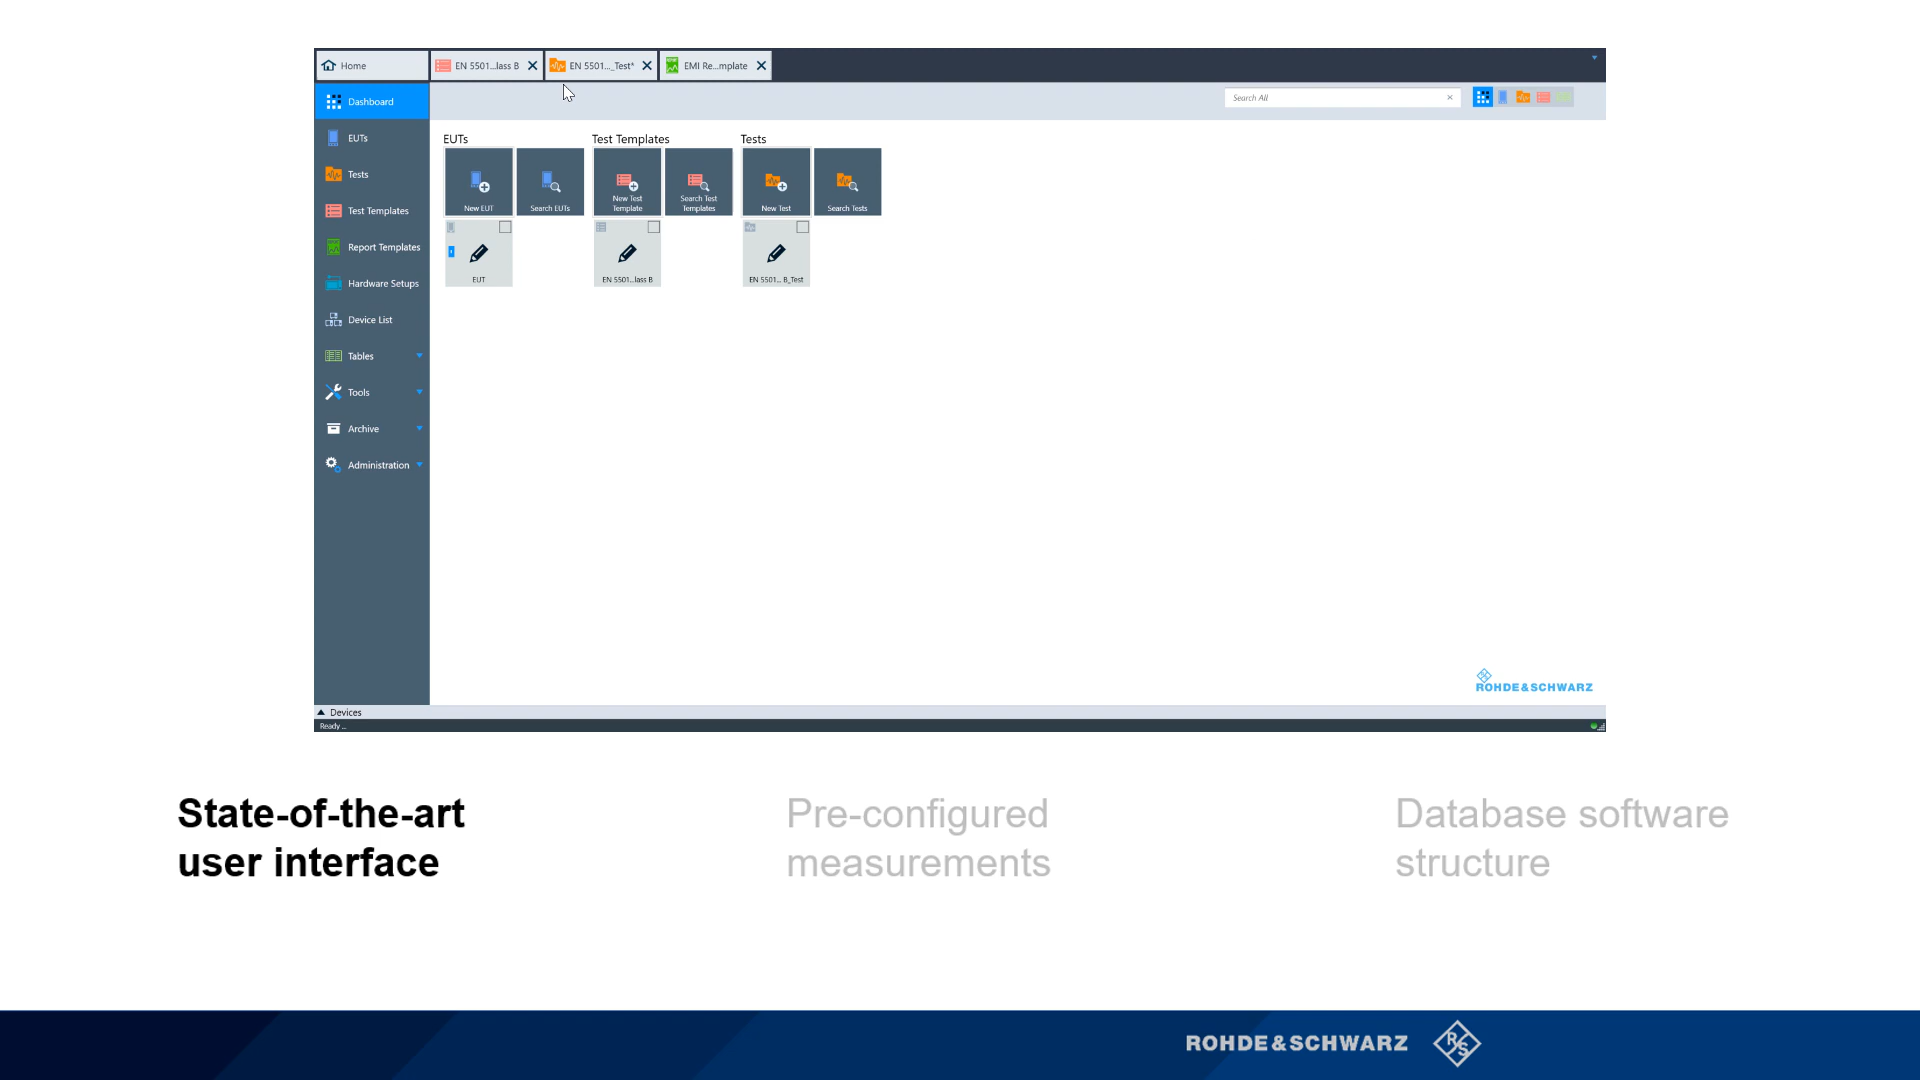 Home
EN 5501...lass B
EN 5501..._Test*
EMI Re...mplate
Dashboard
Search All
EUTs
Tests
Test Templates
Report Templates
Hardware Setups
Device List
Tables
Tools
Archive
Administration
EUTs
Test Templates
Tests
New EUT
Search EUTs
New Test
Template
Search Test
Templates
New Test
Search Tests
EUT
EN 5501...lass B
EN 5501... B_Test
ROHDE&SCHWARZ
Devices
Ready ...
State-of-the-art
user interface
Pre-configured
measurements
Database software
structure
ROHDE&SCHWARZ
R&S